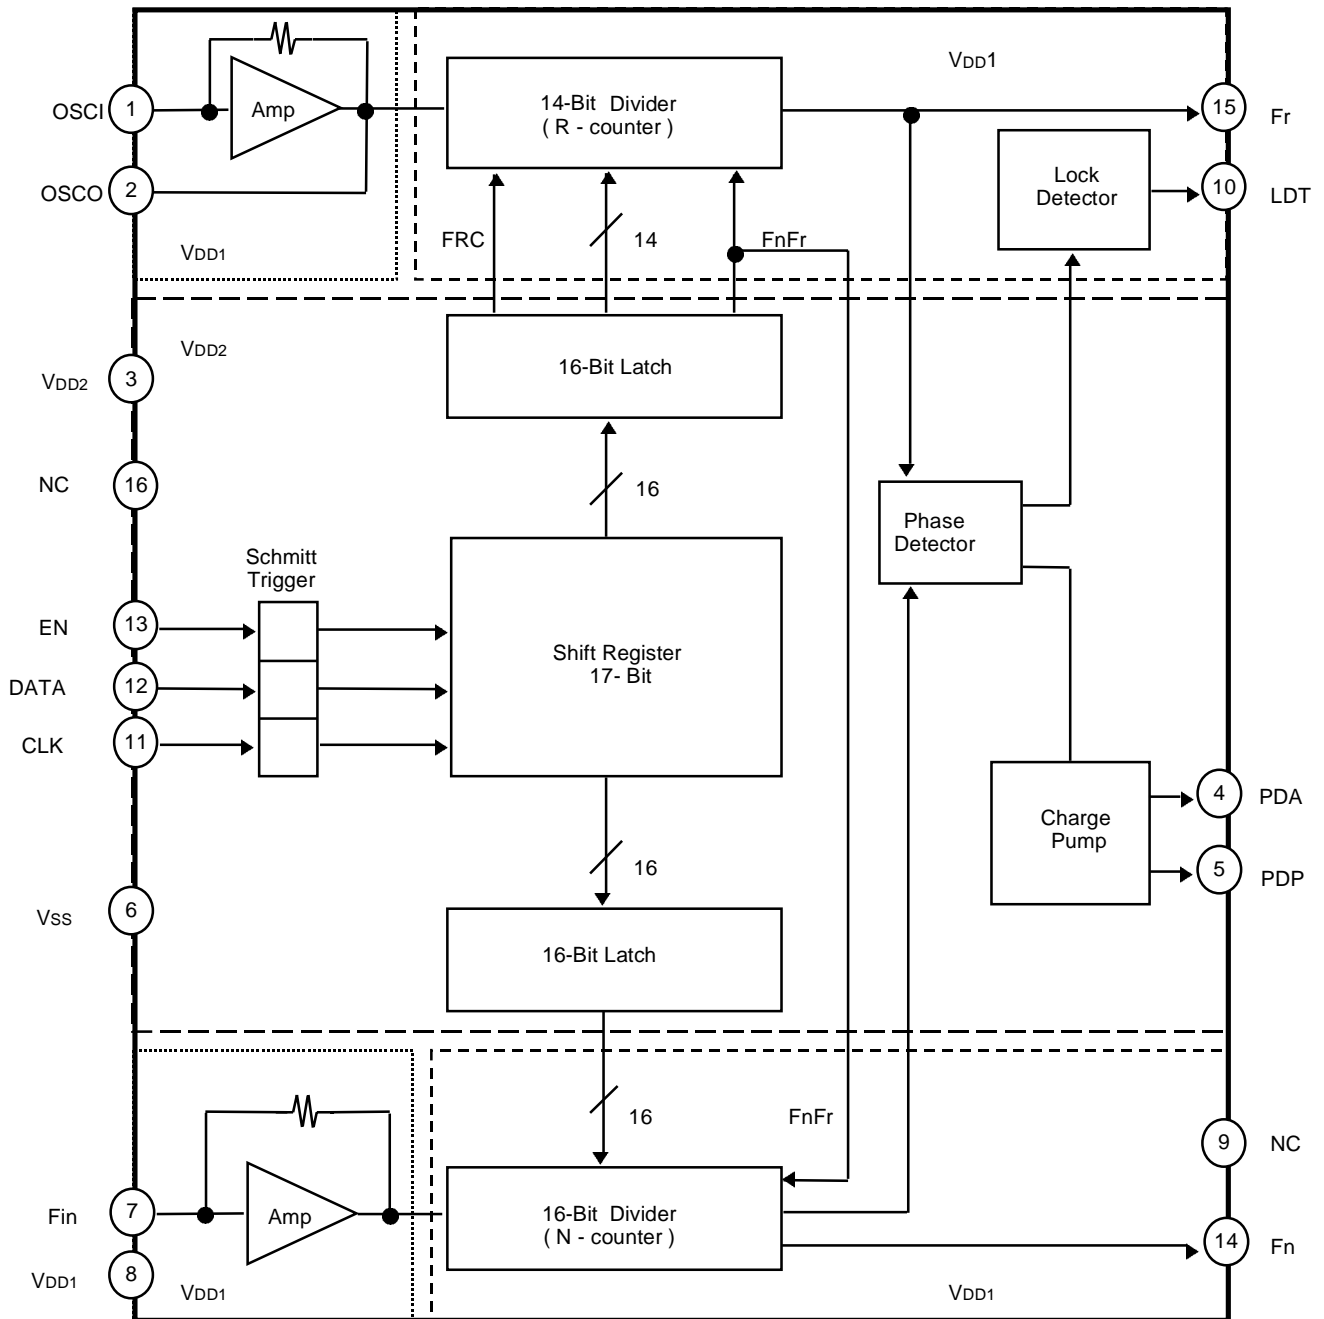 VDD1
OSCI
1
Amp
14-Bit Divider
( R - counter )
15
Fr
OSCO
2
Lock
Detector
10
LDT
VDD1
FRC
14
FnFr
VDD2
VDD2
3
16-Bit Latch
NC
16
16
Schmitt
Trigger
Phase
Detector
EN
13
DATA
12
CLK
11
Shift Register
17- Bit
4
PDA
Charge
Pump
5
PDP
16
Vss
6
16-Bit Latch
16
FnFr
9
NC
Fin
7
Amp
16-Bit Divider
( N - counter )
14
Fn
VDD1
8
VDD1
VDD1